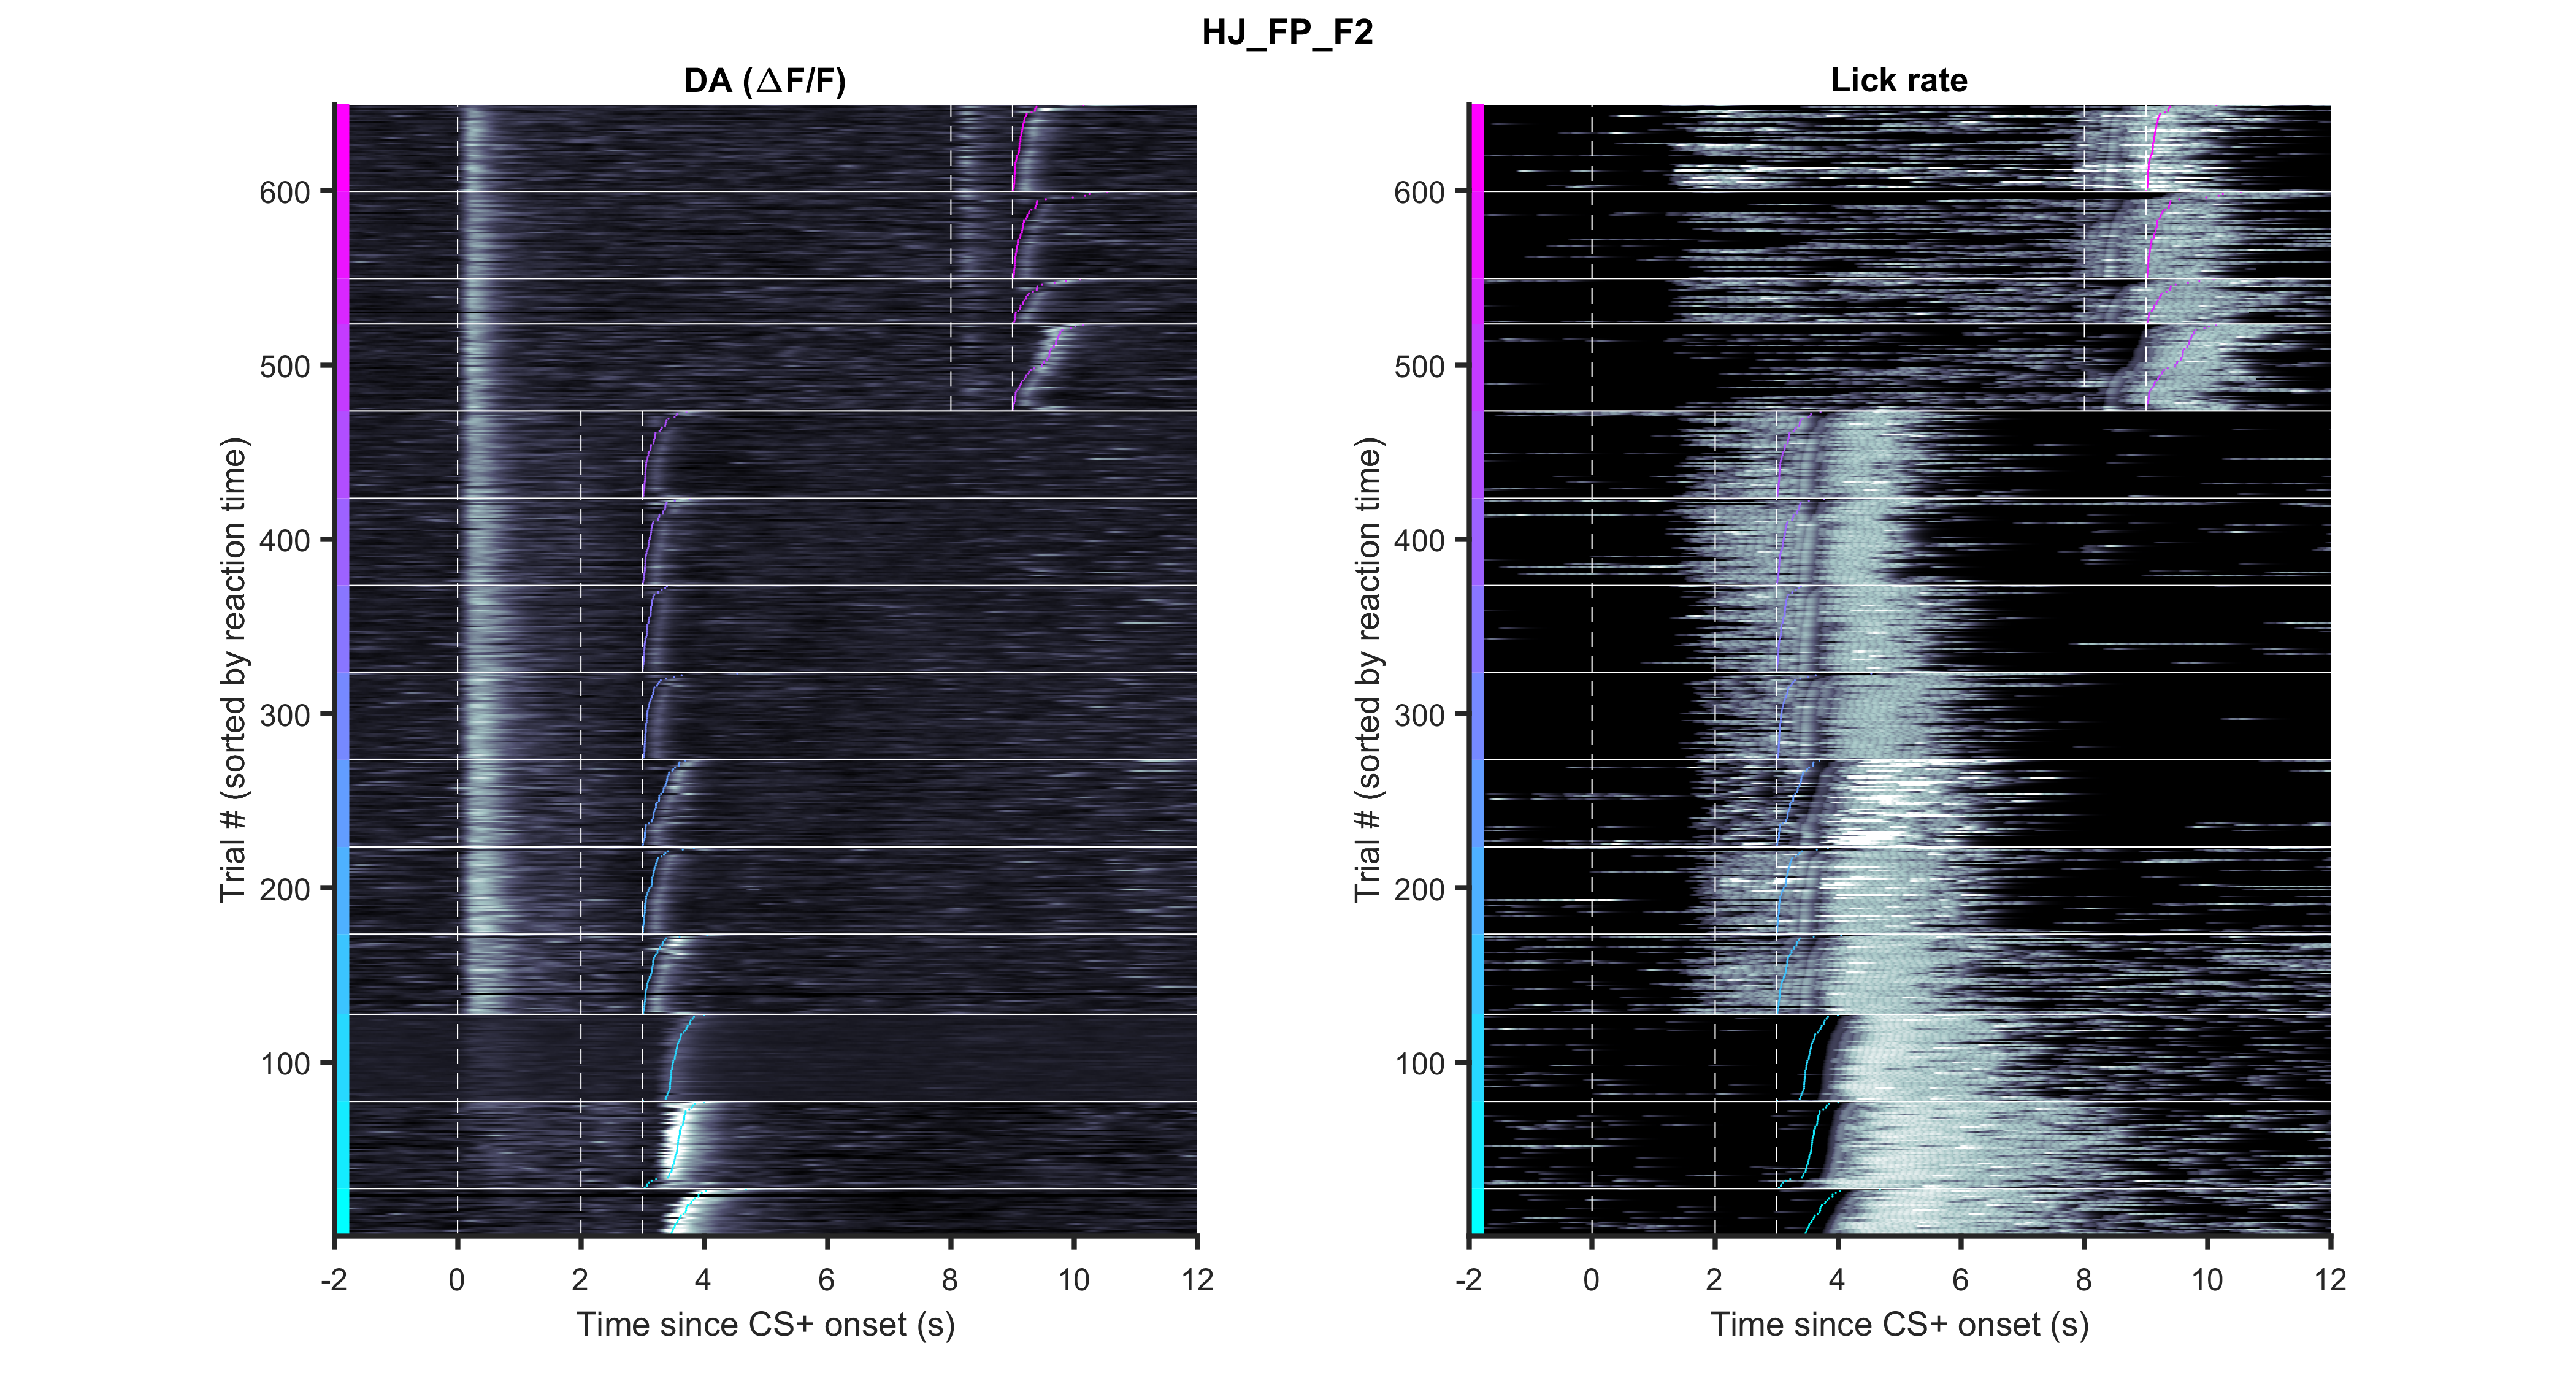 HJ_FP_F2
DA (ΔF/F)
Trial # (sorted by reaction time)
600
500
400
300
200
100
-2 0 2 4 6 8 10 12
Time since CS+ onset (s)
Lick rate
Trial # (sorted by reaction time)
600
500
400
300
200
100
-2 0 2 4 6 8 10 12
Time since CS+ onset (s)